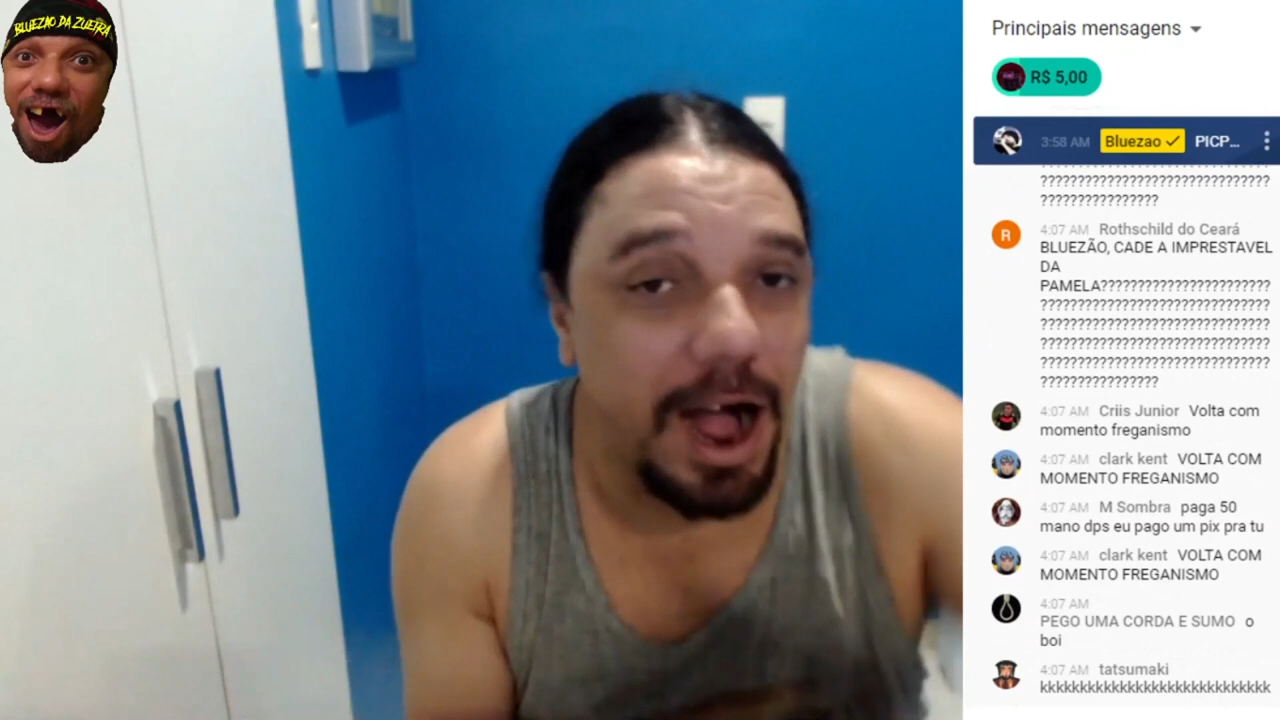 BLUEZAO DA ZUEIRA
Principais mensagens
R$ 5,00
3:58 AM Bluezao PICP...
??????????????????????????????
????????????????
4:07 AM Rothschild do Ceará
BLUEZÃO, CADE A IMPRESTAVEL
DA
PAMELA???????????????????????
???????????????????????????????
???????????????????????????????
???????????????????????????????
???????????????????????????????
????????????????
4:07 AM Criis Junior Volta com
momento freganismo
4:07 AM clark kent VOLTA COM
MOMENTO FREGANISMO
4:07 AM M Sombra paga 50
mano dps eu pago um pix pra tu
4:07 AM clark kent VOLTA COM
MOMENTO FREGANISMO
4:07 AM
PEGO UMA CORDA E SUMO o
boi
4:07 AM tatsumaki
kkkkkkkkkkkkkkkkkkkkkkkkkkkk